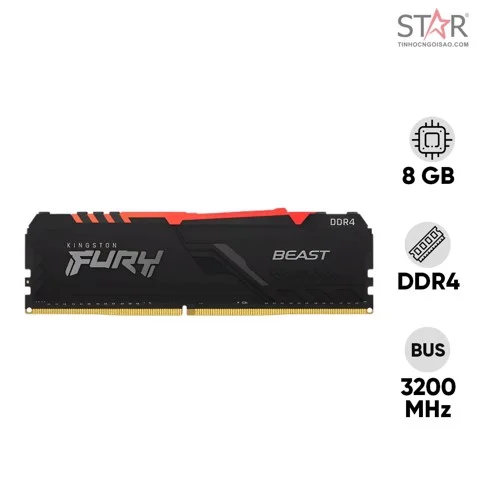 STAR
TINHOCNGOISAO.COM
8 GB
DDR4
KINGSTON
FURY
BEAST
DDR4
BUS
3200
MHz